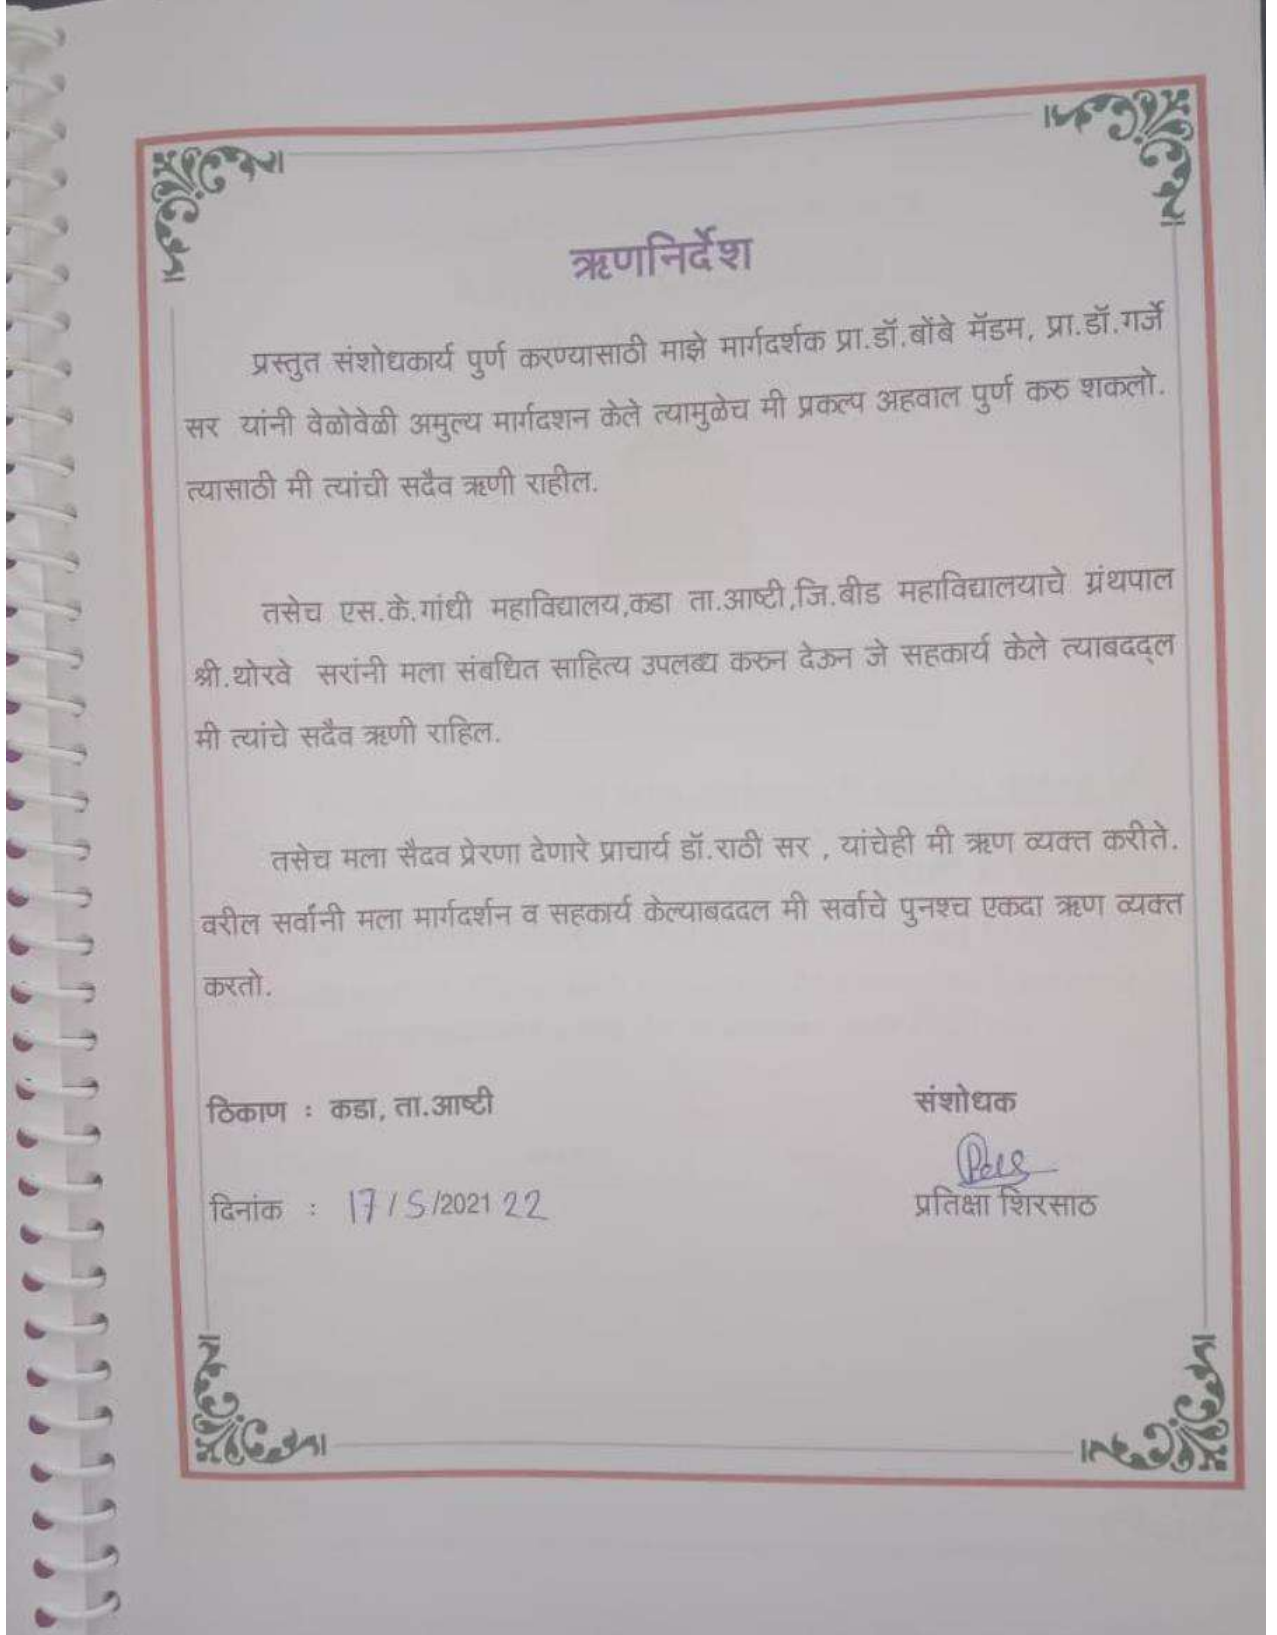 ऋणनिर्देश
प्रस्तुत संशोधकार्य पुर्ण करण्यासाठी माझे मार्गदर्शक प्रा.डॉ.बोंबे मॅडम, प्रा.डॉ.गर्जे
सर यांनी वेळोवेळी अमुल्य मार्गदशन केले त्यामुळेच मी प्रकल्प अहवाल पुर्ण करु शकलो.
त्यासाठी मी त्यांची सदैव ऋणी राहील.
तसेच एस.के.गांधी महाविद्यालय,कडा ता.आष्टी,जि.बीड महाविद्यालयाचे ग्रंथपाल
श्री.थोरवे सरांनी मला संबधित साहित्य उपलब्ध करुन देऊन जे सहकार्य केले त्याबददद्ल
मी त्यांचे सदैव ऋणी राहिल.
तसेच मला सैदव प्रेरणा देणारे प्राचार्य डॉ.राठी सर , यांचेही मी ऋण व्यक्त करीते.
वरील सर्वानी मला मार्गदर्शन व सहकार्य केल्याबददल मी सर्वाचे पुनश्च एकदा ऋण व्यक्त
करतो.
ठिकाण : कडा, ता.आष्टी संशोधक
दिनांक : 17/5/2021 22 प्रतिक्षा शिरसाठ